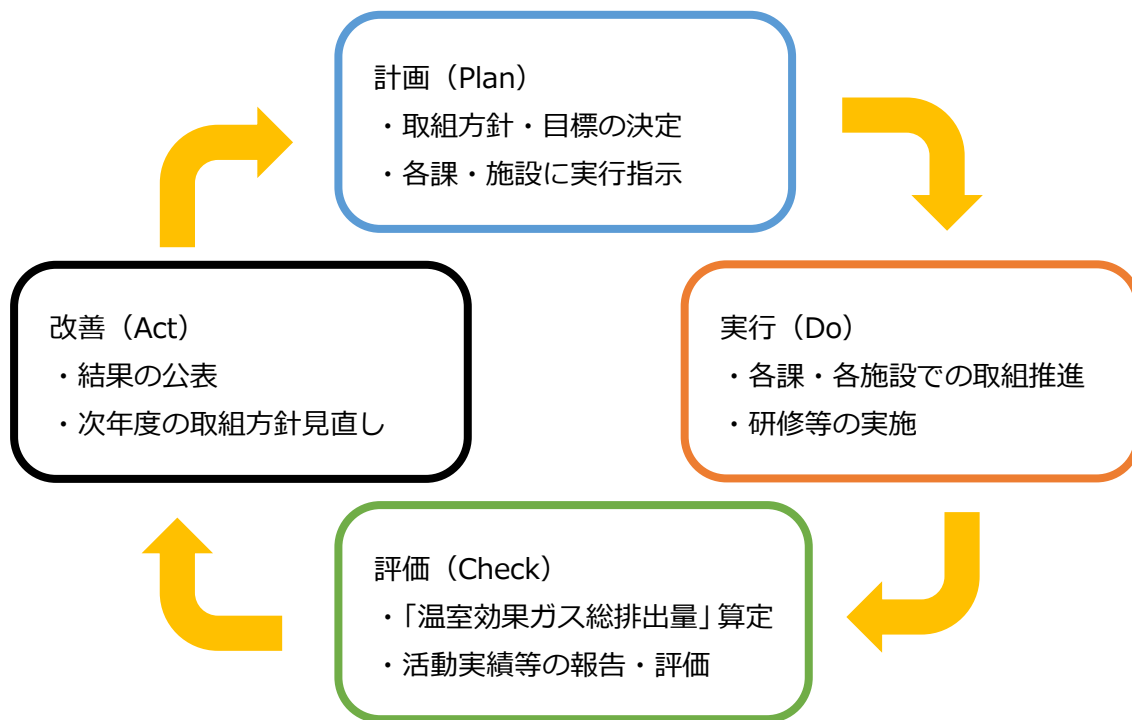 計画（Plan）
・取組方針・目標の決定
・各課・施設に実行指示
改善（Act）
・結果の公表
・次年度の取組方針見直し
実行（Do）
・各課・各施設での取組推進
・研修等の実施
評価（Check）
・「温室効果ガス総排出量」算定
・活動実績等の報告・評価